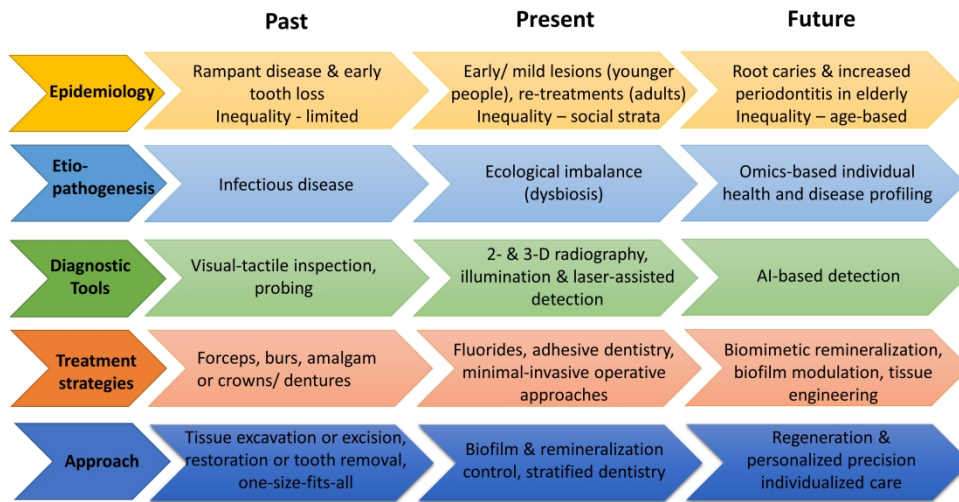 Past
Present
Future
Epidemiology
Rampant disease & early
tooth loss
Inequality - limited
Early/ mild lesions (younger
people), re-treatments (adults)
Inequality – social strata
Root caries & increased
periodontitis in elderly
Inequality – age-based
Etio-
pathogenesis
Infectious disease
Ecological imbalance
(dysbiosis)
Omics-based individual
health and disease profiling
Diagnostic
Tools
Visual-tactile inspection,
probing
2- & 3-D radiography,
illumination & laser-assisted
detection
AI-based detection
Treatment
strategies
Forceps, burs, amalgam
or crowns/ dentures
Fluorides, adhesive dentistry,
minimal-invasive operative
approaches
Biomimetic remineralization,
biofilm modulation, tissue
engineering
Approach
Tissue excavation or excision,
restoration or tooth removal,
one-size-fits-all
Biofilm & remineralization
control, stratified dentistry
Regeneration &
personalized precision
individualized care